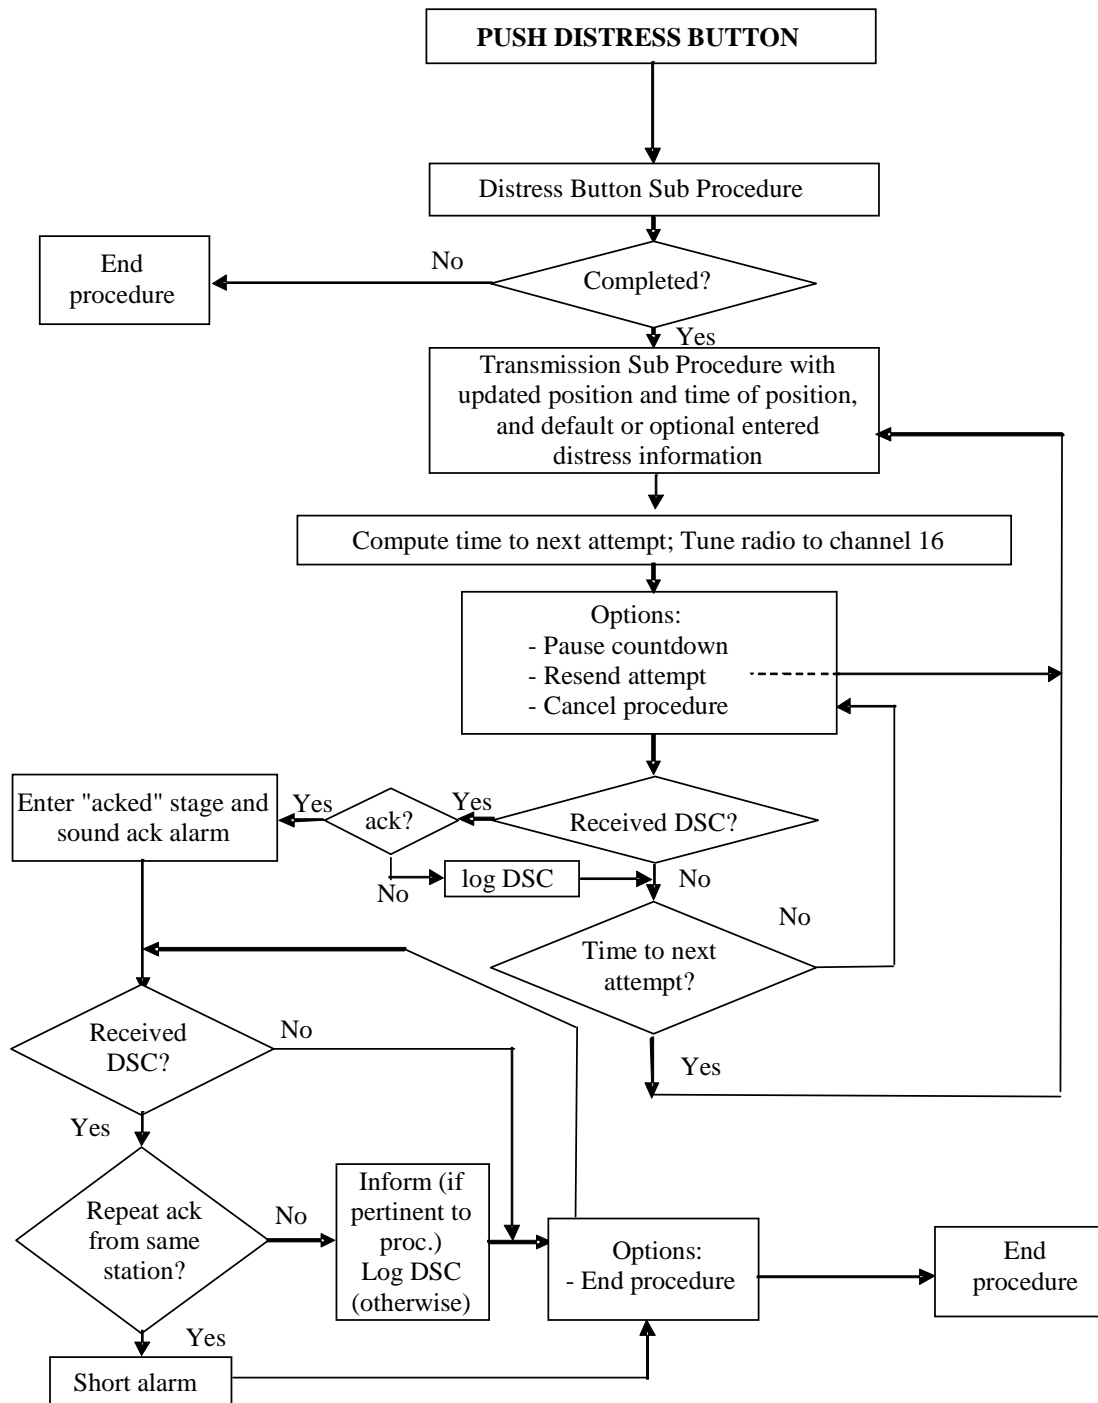 PUSH DISTRESS BUTTON
Distress Button Sub Procedure
End
procedure
No
Completed?
Yes
Transmission Sub Procedure with
updated position and time of position,
and default or optional entered
distress information
Compute time to next attempt; Tune radio to channel 16
Options:
- Pause countdown
- Resend attempt
- Cancel procedure
Enter "acked" stage and
sound ack alarm
Yes
ack?
Yes
Received DSC?
No
log DSC
No
Time to next
attempt?
No
Yes
Received
DSC?
No
Yes
Repeat ack
from same
station?
No
Inform (if
pertinent to
proc.)
Log DSC
(otherwise)
Options:
- End procedure
End
procedure
Yes
Short alarm